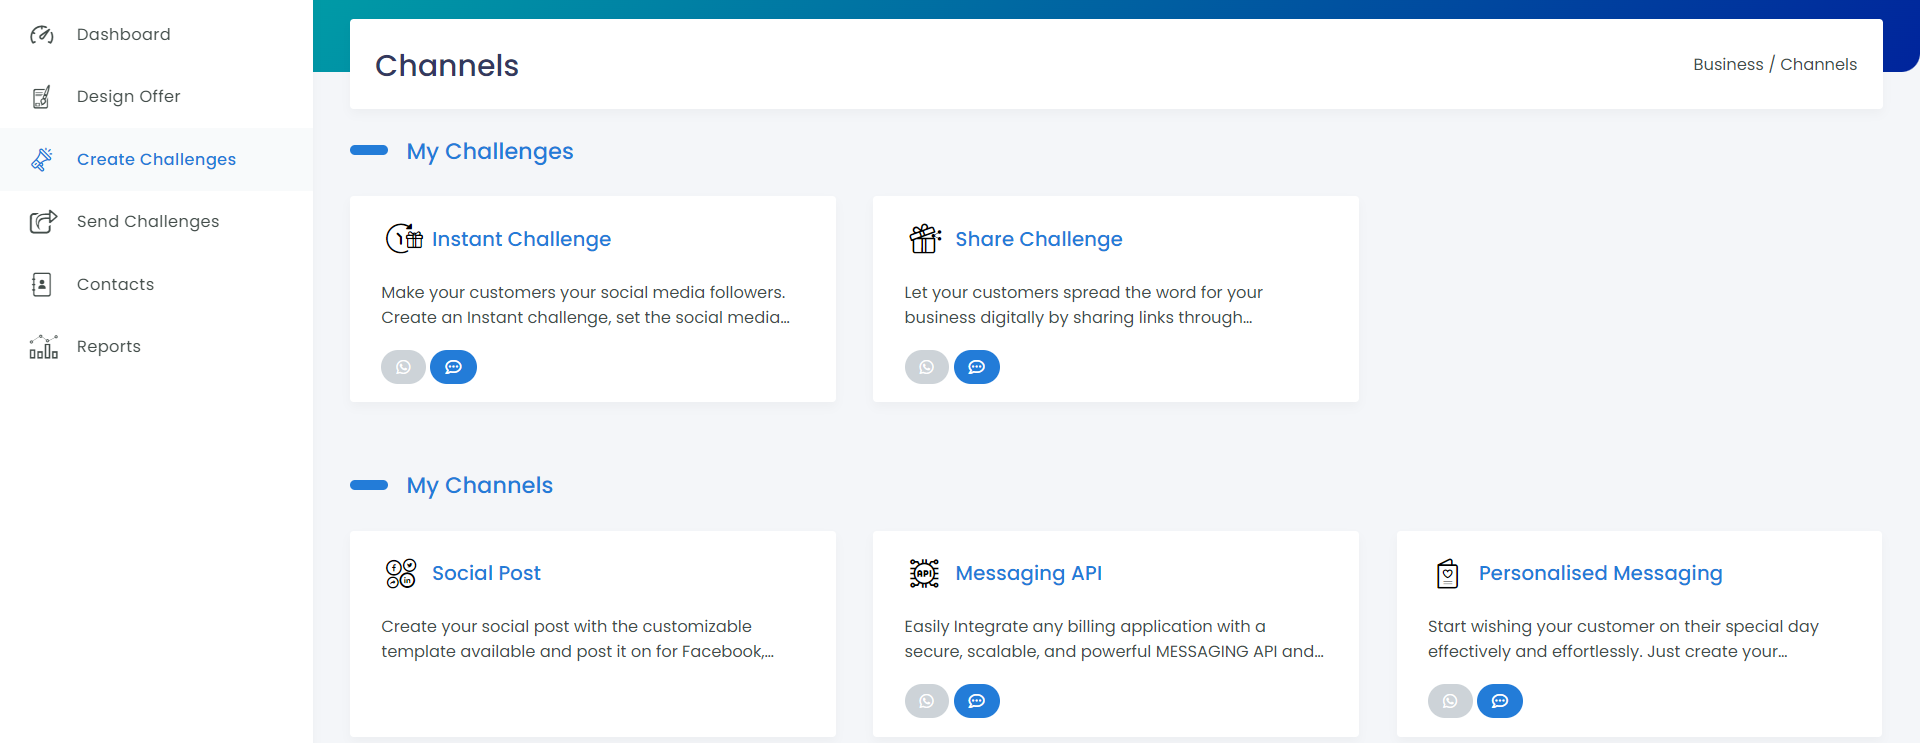 Dashboard
Design Offer
Create Challenges
Send Challenges
Contacts
Reports
Channels
Business / Channels
My Challenges
Instant Challenge
Make your customers your social media followers.
Create an Instant challenge, set the social media...
Share Challenge
Let your customers spread the word for your
business digitally by sharing links through...
My Channels
Social Post
Create your social post with the customizable
template available and post it on for Facebook,...
API
Messaging API
Easily Integrate any billing application with a
secure, scalable, and powerful MESSAGING API and...
Personalised Messaging
Start wishing your customer on their special day
effectively and effortlessly. Just create your...